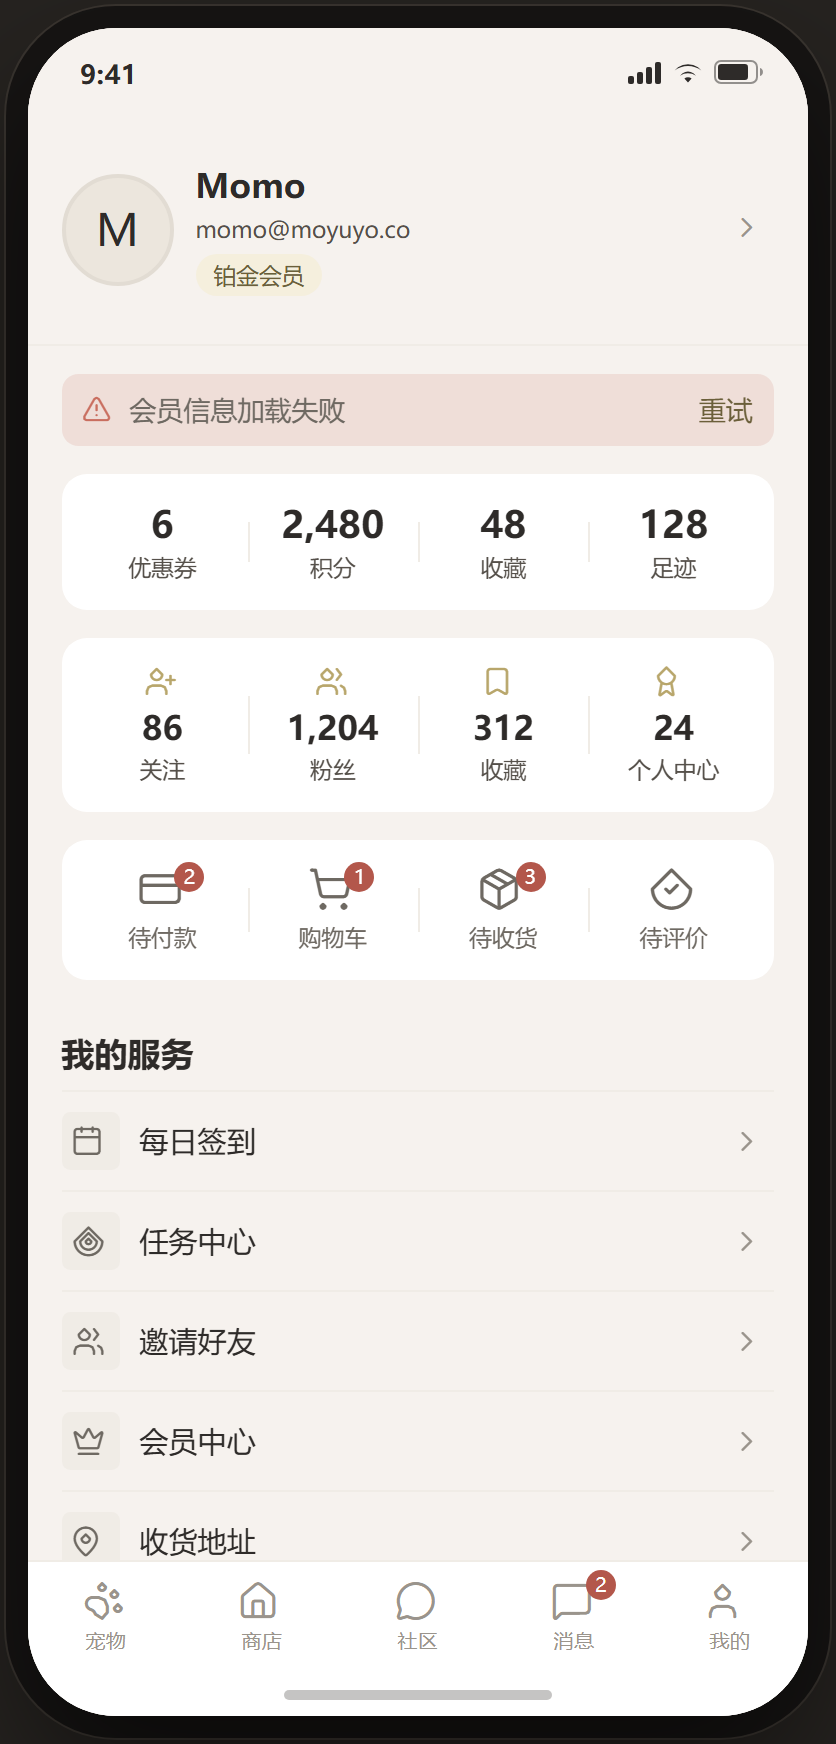 9:41
M
Momo
momo@moyuyo.co
铂金会员
会员信息加载失败 重试
6 2,480 48 128
优惠券 积分 收藏 足迹
86 1,204 312 24
关注 粉丝 收藏 个人中心
2 1 3
待付款 购物车 待收货 待评价
我的服务
每日签到
任务中心
邀请好友
会员中心
收货地址
2
宠物 商店 社区 消息 我的